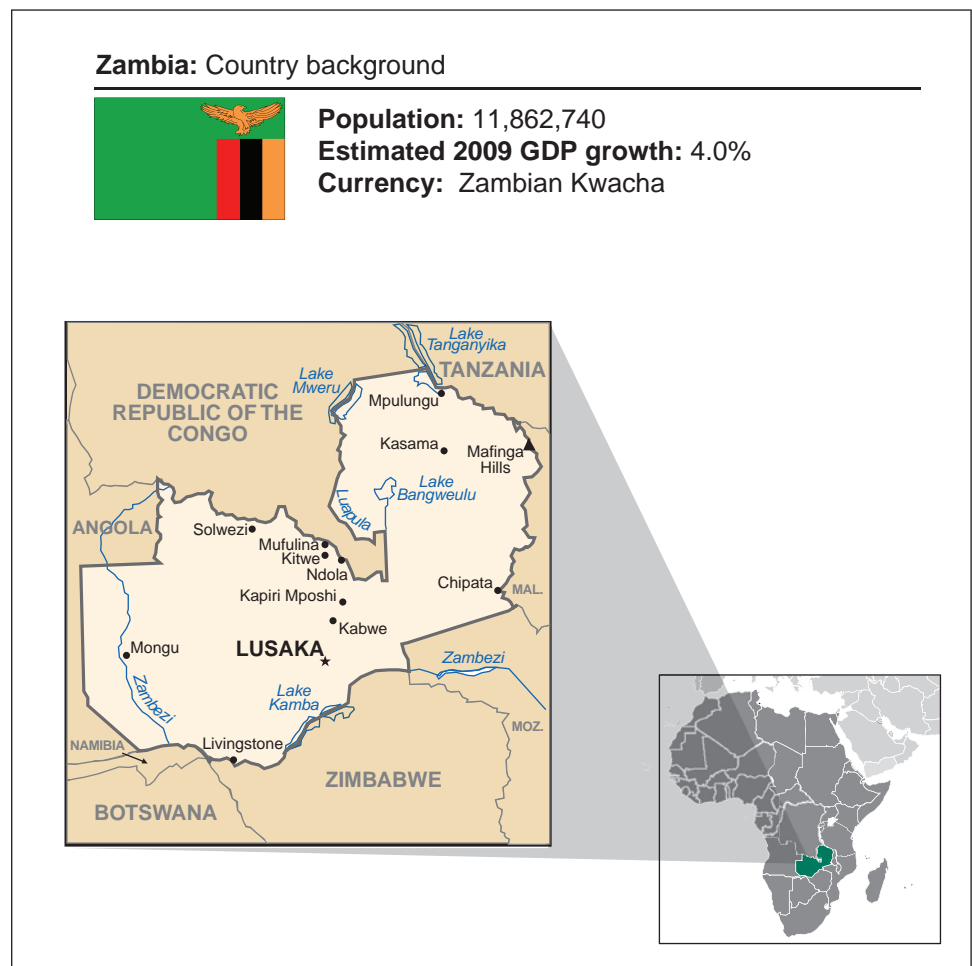 Zambia: Country background
Population: 11,862,740
Estimated 2009 GDP growth: 4.0%
Currency: Zambian Kwacha
Lake
Tanganyika
TANZANIA
Lake
Mweru
DEMOCRATIC
REPUBLIC OF THE
CONGO
Mpulungu
Kasama
Mafinga
Hills
Lake
Bangweulu
Luapula
ANGOLA
Solwezi
Mufulina
Kitwe
Ndola
Chipata
MAL.
Kapiri Mposhi
Kabwe
Mongu
LUSAKA
Zambezi
Zambezi
Lake
Kamba
MOZ.
NAMIBIA
Livingstone
ZIMBABWE
BOTSWANA